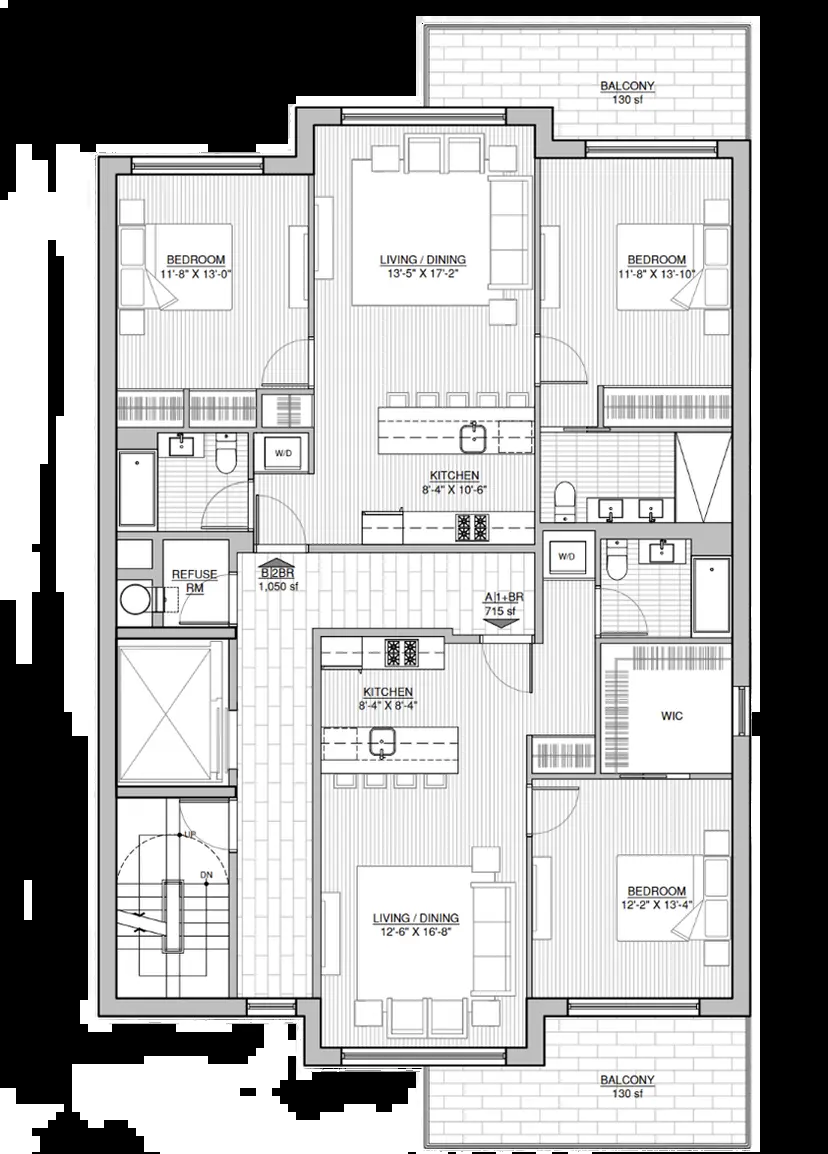 BALCONY
130 sf
BEDROOM
11'-8" X 13'-0"
LIVING / DINING
13'-5" X 17'-2"
BEDROOM
11'-8" X 13'-10"
W/D
KITCHEN
8'-4" X 10'-6"
W/D
REFUSE
RM
B|2BR
1,050 sf
A|1+BR
715 sf
KITCHEN
8'-4" X 8'-4"
WIC
UP
DN
BEDROOM
12'-2" X 13'-4"
LIVING / DINING
12'-6" X 16'-8"
BALCONY
130 sf